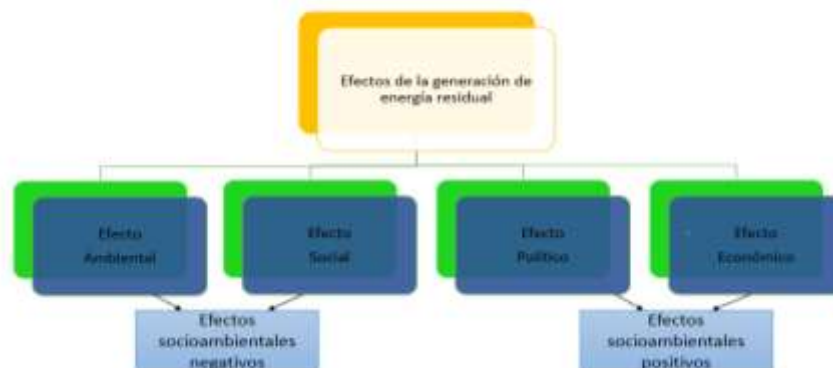 Efectos de la generación de
energía residual
Efecto
Ambiental
Efecto
Social
Efecto
Político
Efecto
Económico
Efectos
socioambientales
negativos
Efectos
socioambientales
positivos